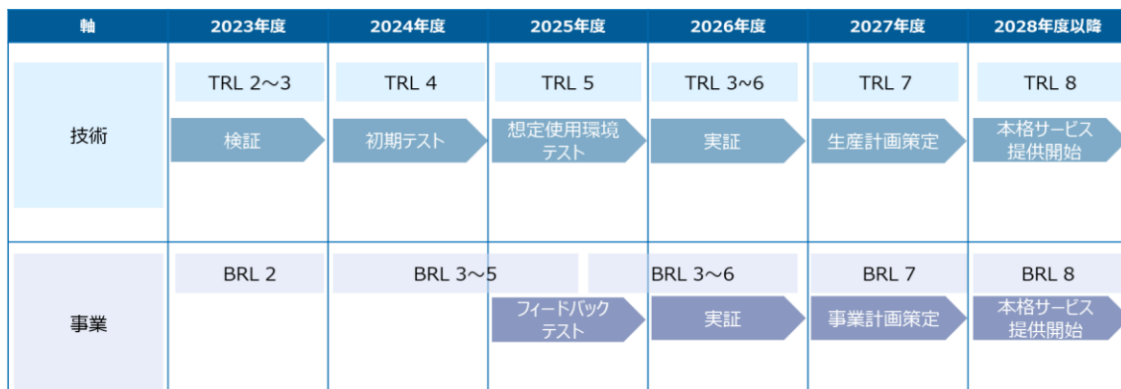 軸 2023年度 2024年度 2025年度 2026年度 2027年度 2028年度以降
技術
TRL 2～3 TRL 4 TRL 5 TRL 3~6 TRL 7 TRL 8
検証 初期テスト 想定使用環境 実証 生産計画策定 本格サービス
テスト 提供開始
事業
BRL 2 BRL 3～5 BRL 3～6 BRL 7 BRL 8
フィードバック 実証 事業計画策定 本格サービス
テスト 提供開始